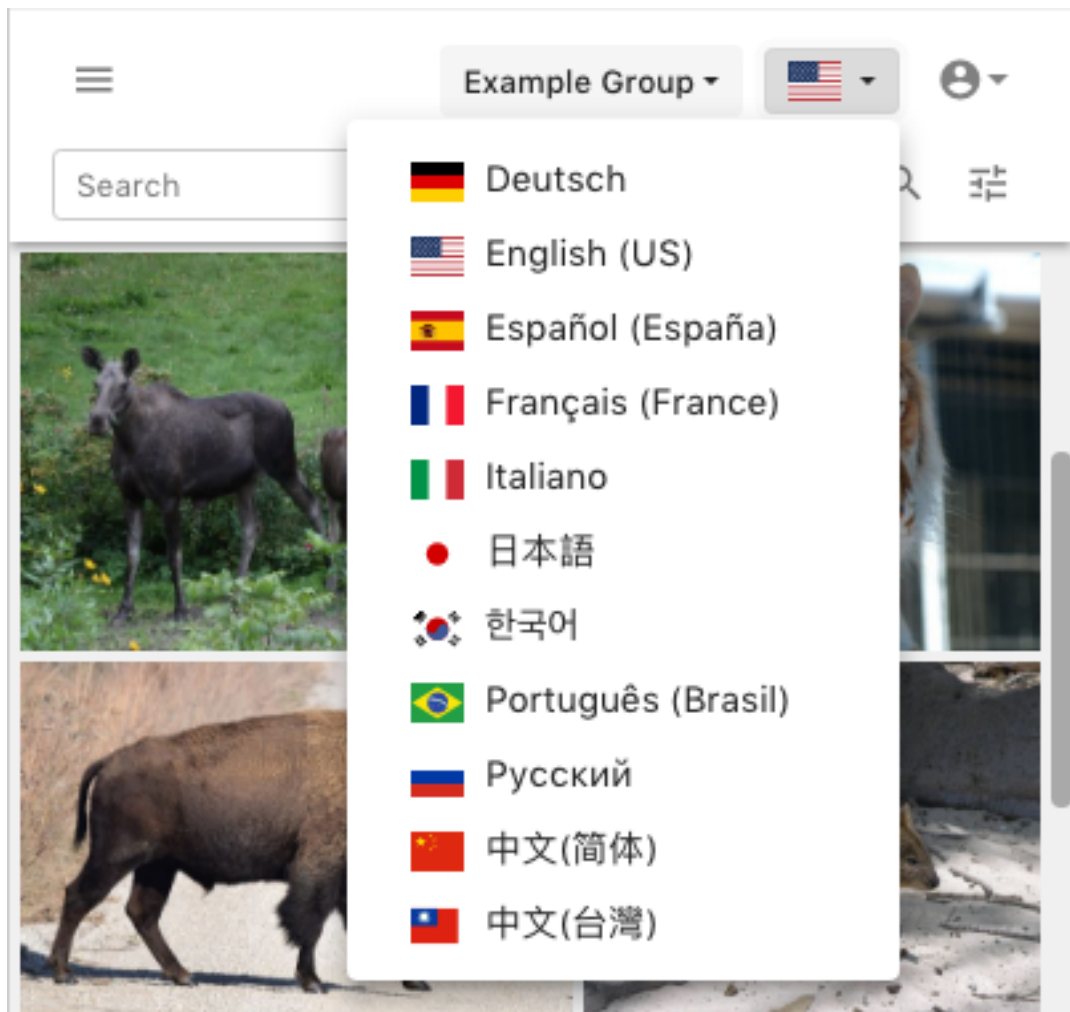 Example Group
Search
Deutsch
English (US)
Español (España)
Français (France)
Italiano
日本語
한국어
Português (Brasil)
Русский
中文(简体)
中文(台灣)